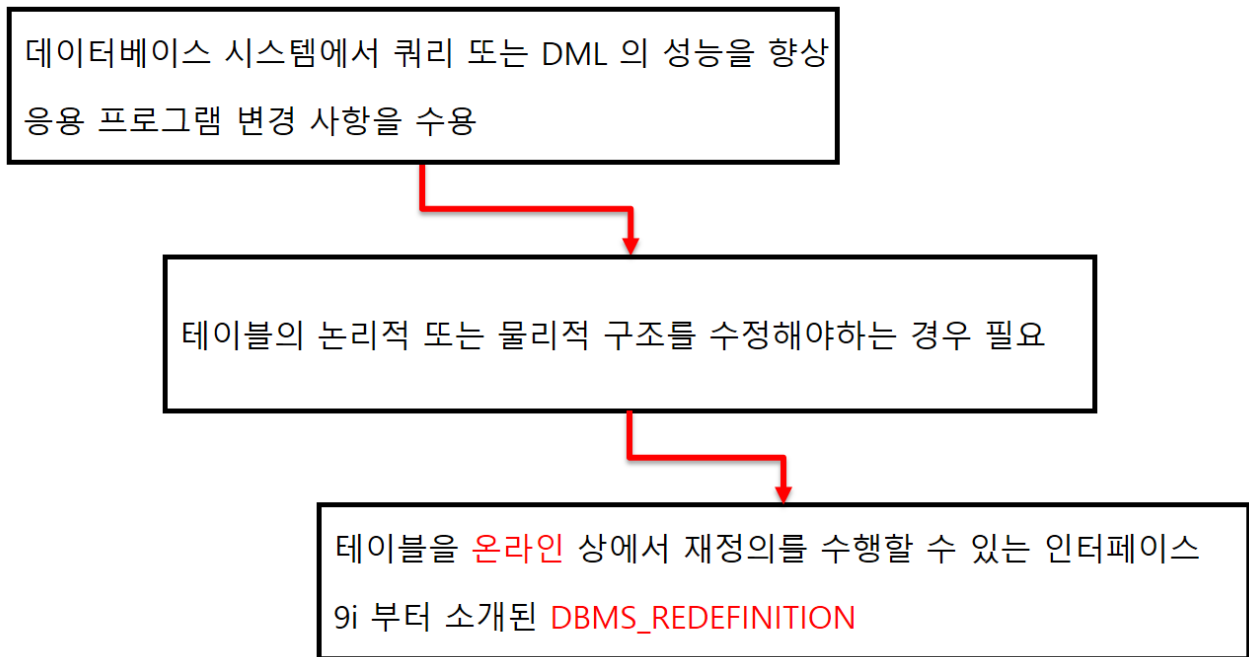 데이터베이스 시스템에서 쿼리 또는 DML 의 성능을 향상
응용 프로그램 변경 사항을 수용
테이블의 논리적 또는 물리적 구조를 수정해야하는 경우 필요
테이블을 온라인 상에서 재정의를 수행할 수 있는 인터페이스
9i 부터 소개된 DBMS_REDEFINITION